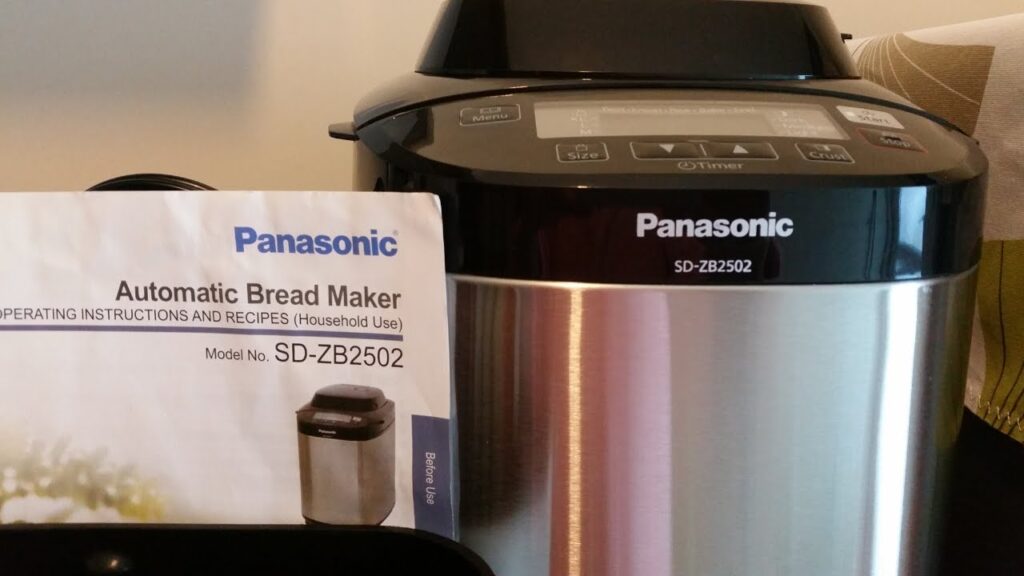 Panasonic
Automatic Bread Maker
OPERATING INSTRUCTIONS AND RECIPES (Household Use)
Model No. SD-ZB2502
Panasonic
Before Use
Menu
Start
Stop
Size
▼
▲
Crust
Timer
Panasonic
SD-ZB2502